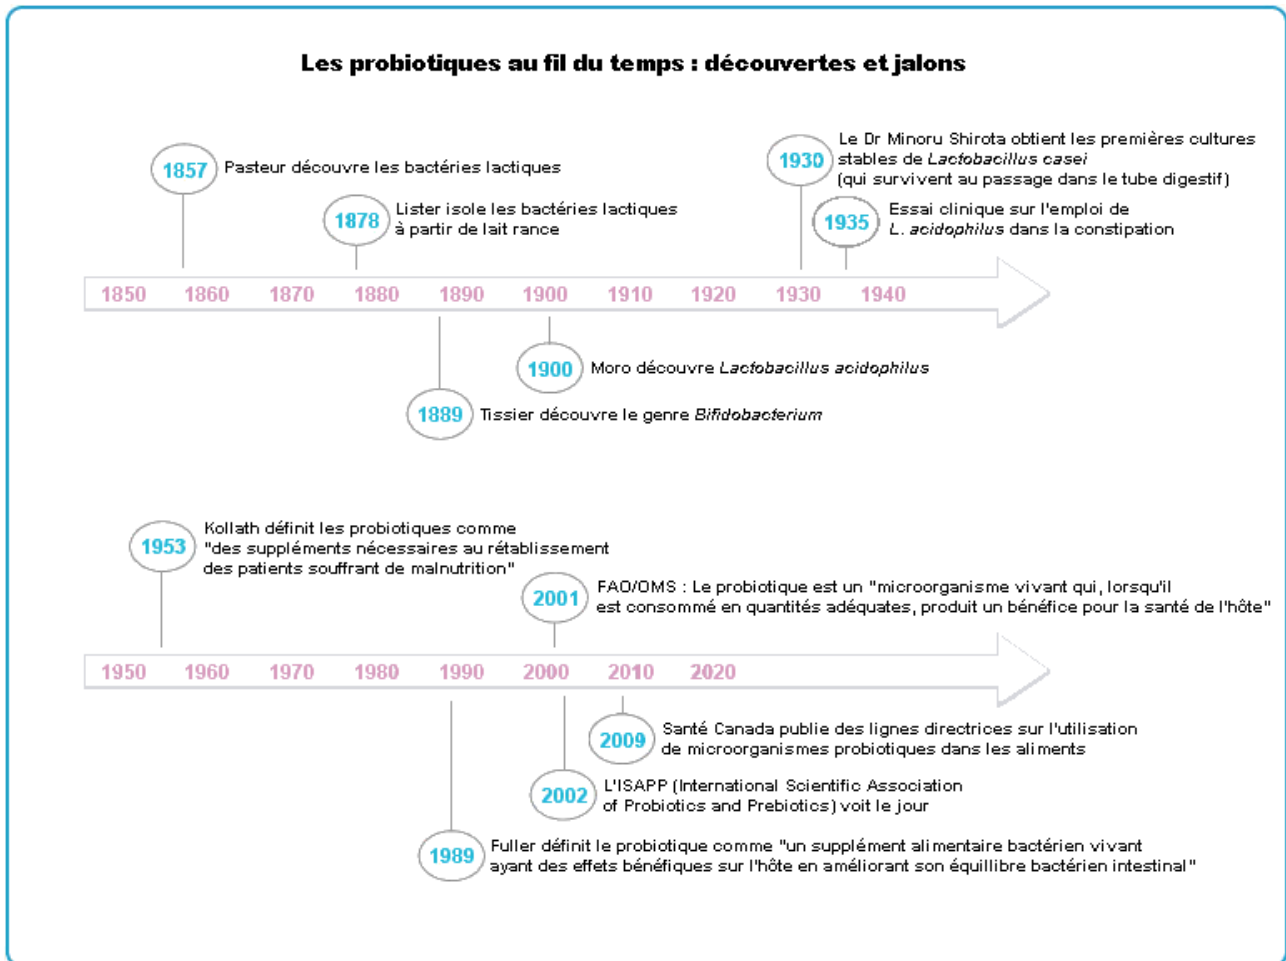 Les probiotiques au fil du temps : découvertes et jalons
1857
Pasteur découvre les bactéries lactiques
1878
Lister isole les bactéries lactiques
à partir de lait rance
1930
Le Dr Minoru Shirota obtient les premières cultures
stables de Lactobacillus casei
(qui survivent au passage dans le tube digestif)
1935
Essai clinique sur l'emploi de
L. acidophilus dans la constipation
1850 1860 1870 1880 1890 1900 1910 1920 1930 1940
1900
Moro découvre Lactobacillus acidophilus
1889
Tissier découvre le genre Bifidobacterium
1953
Kollath définit les probiotiques comme
"des suppléments nécessaires au rétablissement
des patients souffrant de malnutrition"
2001
FAO/OMS : Le probiotique est un "microorganisme vivant qui, lorsqu'il
est consommé en quantités adéquates, produit un bénéfice pour la santé de l'hôte"
1950 1960 1970 1980 1990 2000 2010 2020
2009
Santé Canada publie des lignes directrices sur l'utilisation
de microorganismes probiotiques dans les aliments
2002
L'ISAPP (International Scientific Association
of Probiotics and Prebiotics) voit le jour
1989
Fuller définit le probiotique comme "un supplément alimentaire bactérien vivant
ayant des effets bénéfiques sur l'hôte en améliorant son équillibre bactérien intestinal"